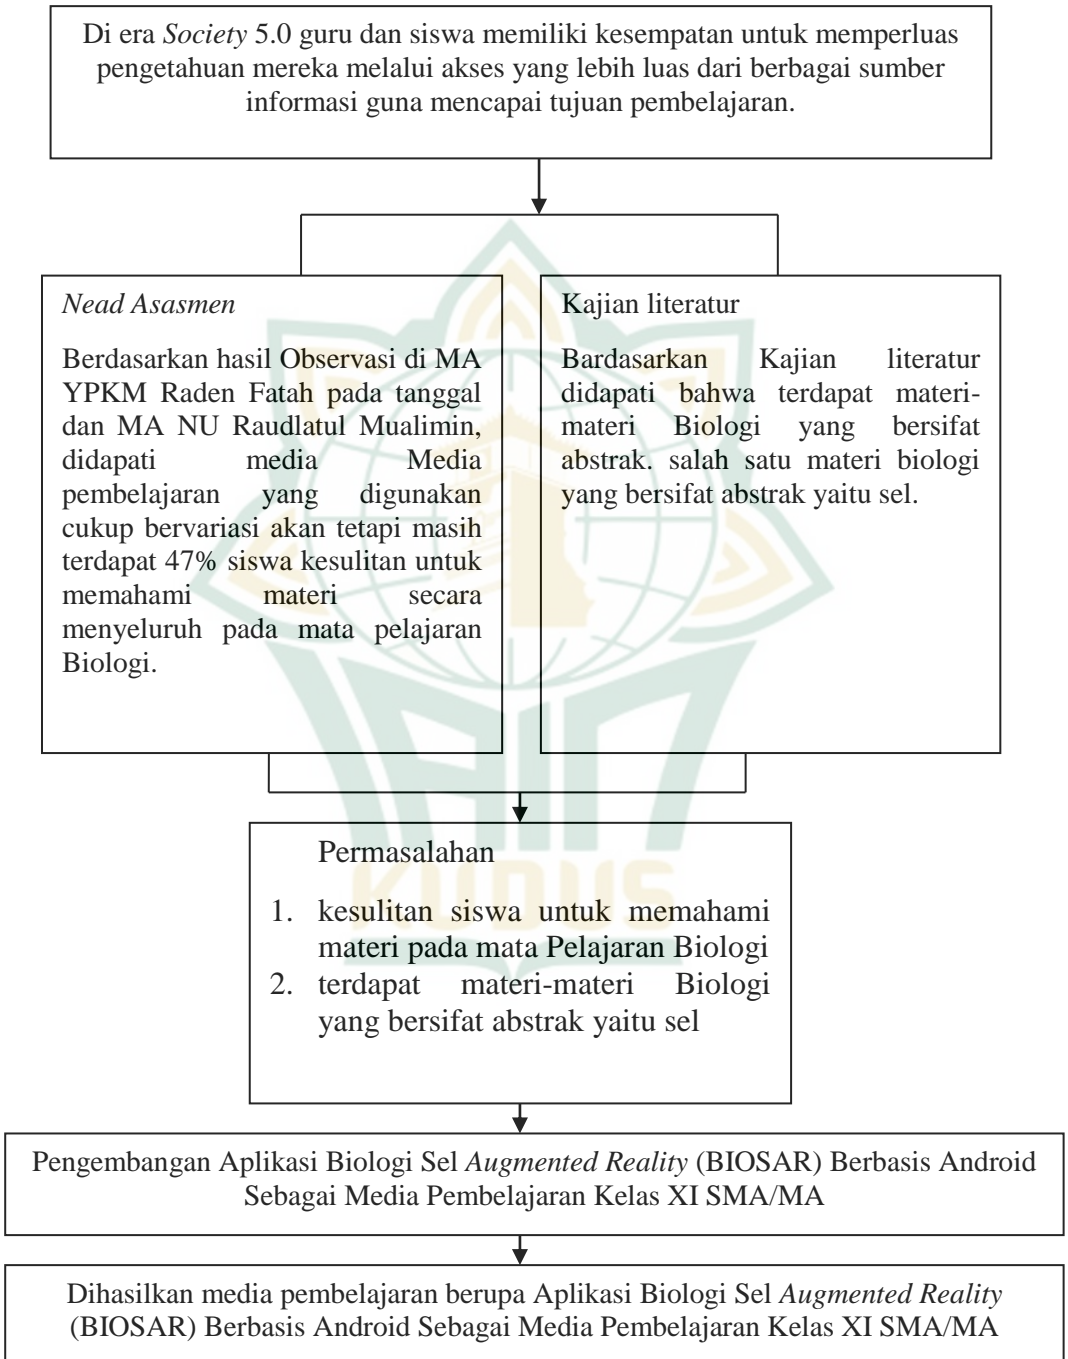 Di era Society 5.0 guru dan siswa memiliki kesempatan untuk memperluas
pengetahuan mereka melalui akses yang lebih luas dari berbagai sumber
informasi guna mencapai tujuan pembelajaran.
Nead Asasmen
Berdasarkan hasil Observasi di MA
YPKM Raden Fatah pada tanggal
dan MA NU Raudlatul Mualimin,
didapati media Media
pembelajaran yang digunakan
cukup bervariasi akan tetapi masih
terdapat 47% siswa kesulitan untuk
memahami materi secara
menyeluruh pada mata pelajaran
Biologi.
Kajian literatur
Bardasarkan Kajian literatur
didapati bahwa terdapat materi-
materi Biologi yang bersifat
abstrak. salah satu materi biologi
yang bersifat abstrak yaitu sel.
Permasalahan
1. kesulitan siswa untuk memahami
materi pada mata Pelajaran Biologi
2. terdapat materi-materi Biologi
yang bersifat abstrak yaitu sel
Pengembangan Aplikasi Biologi Sel Augmented Reality (BIOSAR) Berbasis Android
Sebagai Media Pembelajaran Kelas XI SMA/MA
Dihasilkan media pembelajaran berupa Aplikasi Biologi Sel Augmented Reality
(BIOSAR) Berbasis Android Sebagai Media Pembelajaran Kelas XI SMA/MA
IAIN
KUDUS